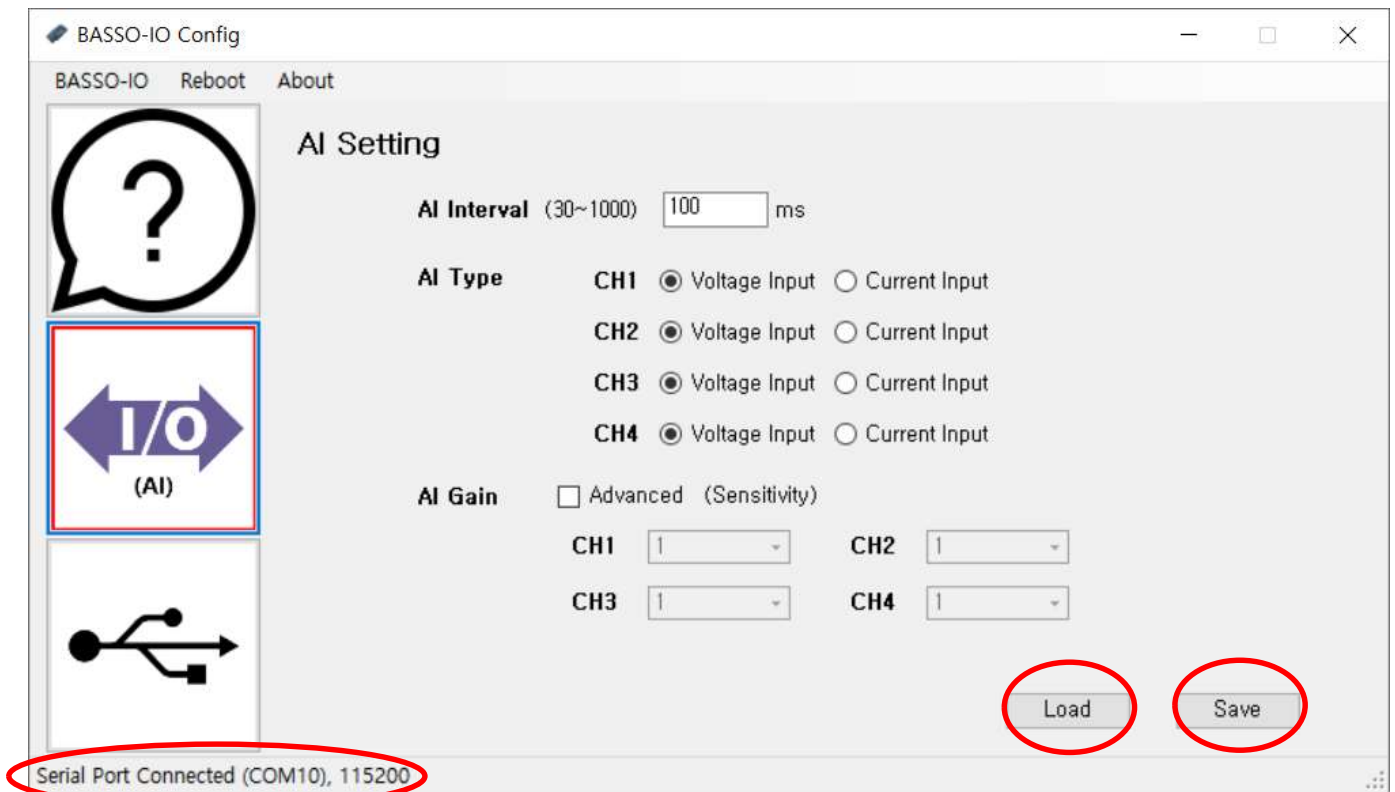 BASSO-IO Config
BASSO-IO Reboot About
?
AI Setting
AI Interval (30~1000) 100 ms
AI Type CH1 Voltage Input Current Input
CH2 Voltage Input Current Input
CH3 Voltage Input Current Input
CH4 Voltage Input Current Input
I/O
(AI)
AI Gain Advanced (Sensitivity)
CH1 1 CH2 1
CH3 1 CH4 1
Load Save
Serial Port Connected (COM10), 115200